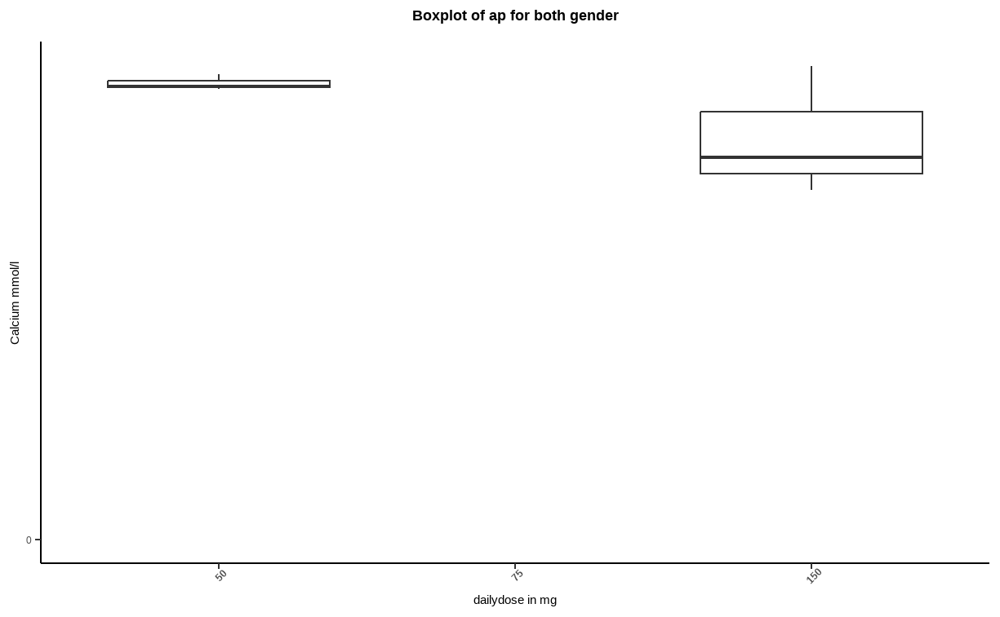 Boxplot of ap for both gender
Calcium mmol/l
0
50
75
150
dailydose in mg